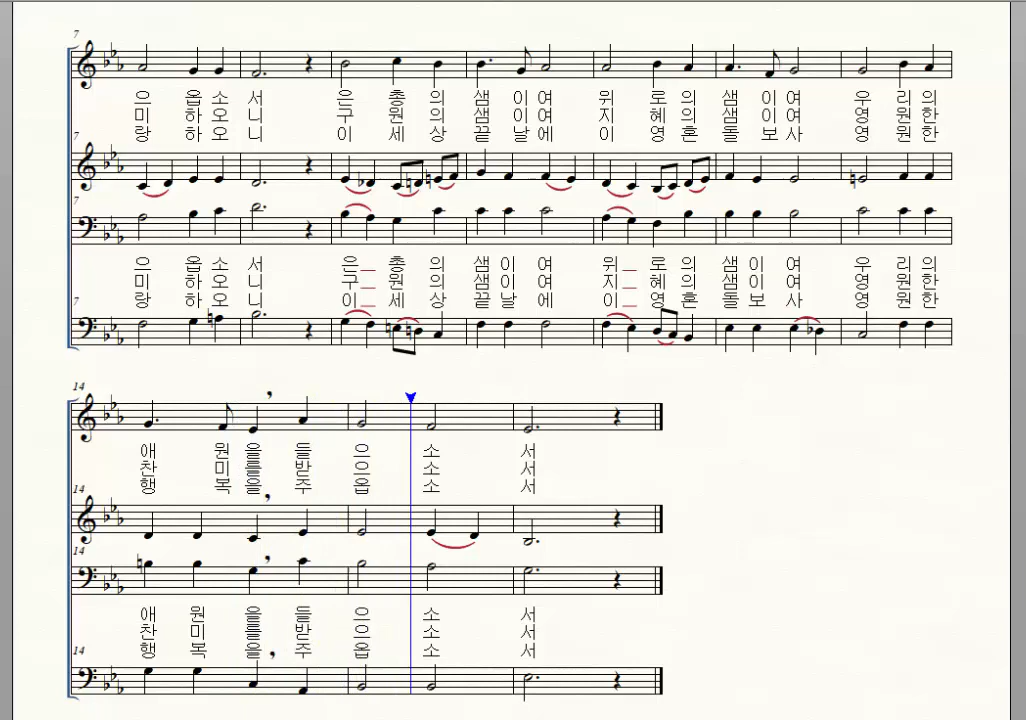 7
으 옵 소 서 은 총 의 샘 이 여 위 로 의 샘 이 여 우 리 의
미 하 오 니 구 원 의 샘 이 여 지 혜 의 샘 이 여 영 원 한
랑 하 오 니 이 세 상 끝 날 에 이 영 혼 돌 보 사 영 원 한
7
7
으 옵 소 서 은_ 총 의 샘 이 여 위_ 로 의 샘 이 여 우 리 의
미 하 오 니 구_ 원 의 샘 이 여 지_ 혜 의 샘 이 여 영 원 한
랑 하 오 니 이_ 세 상 끝 날 에 이_ 영 혼 돌 보 사 영 원 한
7
14
애 원 을 들 으 소 서
찬 미 를 받 으 소 서
행 복 을 주 옵 소 서
14
14
애 원 을 들 으 소 서
찬 미 를 받 으 소 서
행 복 을 주 옵 소 서
14